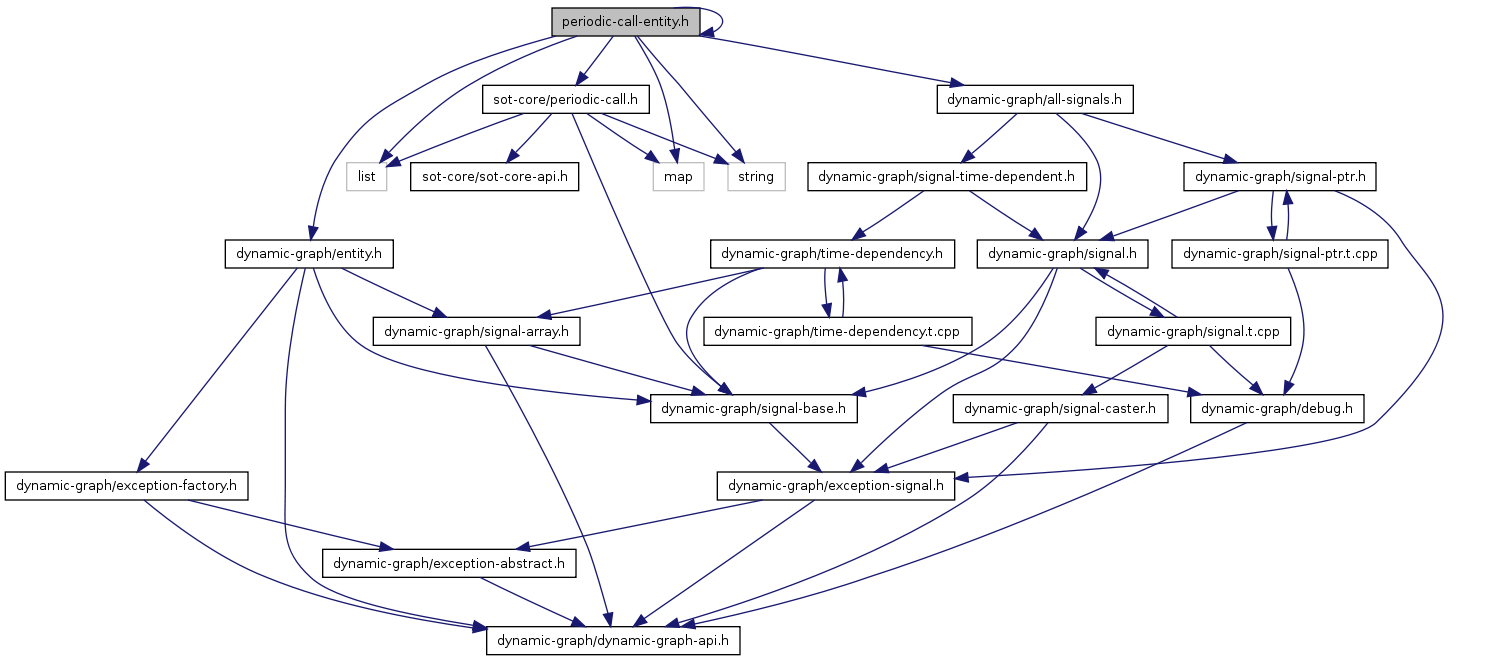 periodic-call-entity.h
sot-core/periodic-call.h
dynamic-graph/all-signals.h
list
sot-core/sot-core-api.h
map
string
dynamic-graph/signal-time-dependent.h
dynamic-graph/signal-ptr.h
dynamic-graph/entity.h
dynamic-graph/time-dependency.h
dynamic-graph/signal.h
dynamic-graph/signal-ptr.t.cpp
dynamic-graph/signal-array.h
dynamic-graph/time-dependency.t.cpp
dynamic-graph/signal.t.cpp
dynamic-graph/signal-base.h
dynamic-graph/signal-caster.h
dynamic-graph/debug.h
dynamic-graph/exception-factory.h
dynamic-graph/exception-signal.h
dynamic-graph/exception-abstract.h
dynamic-graph/dynamic-graph-api.h